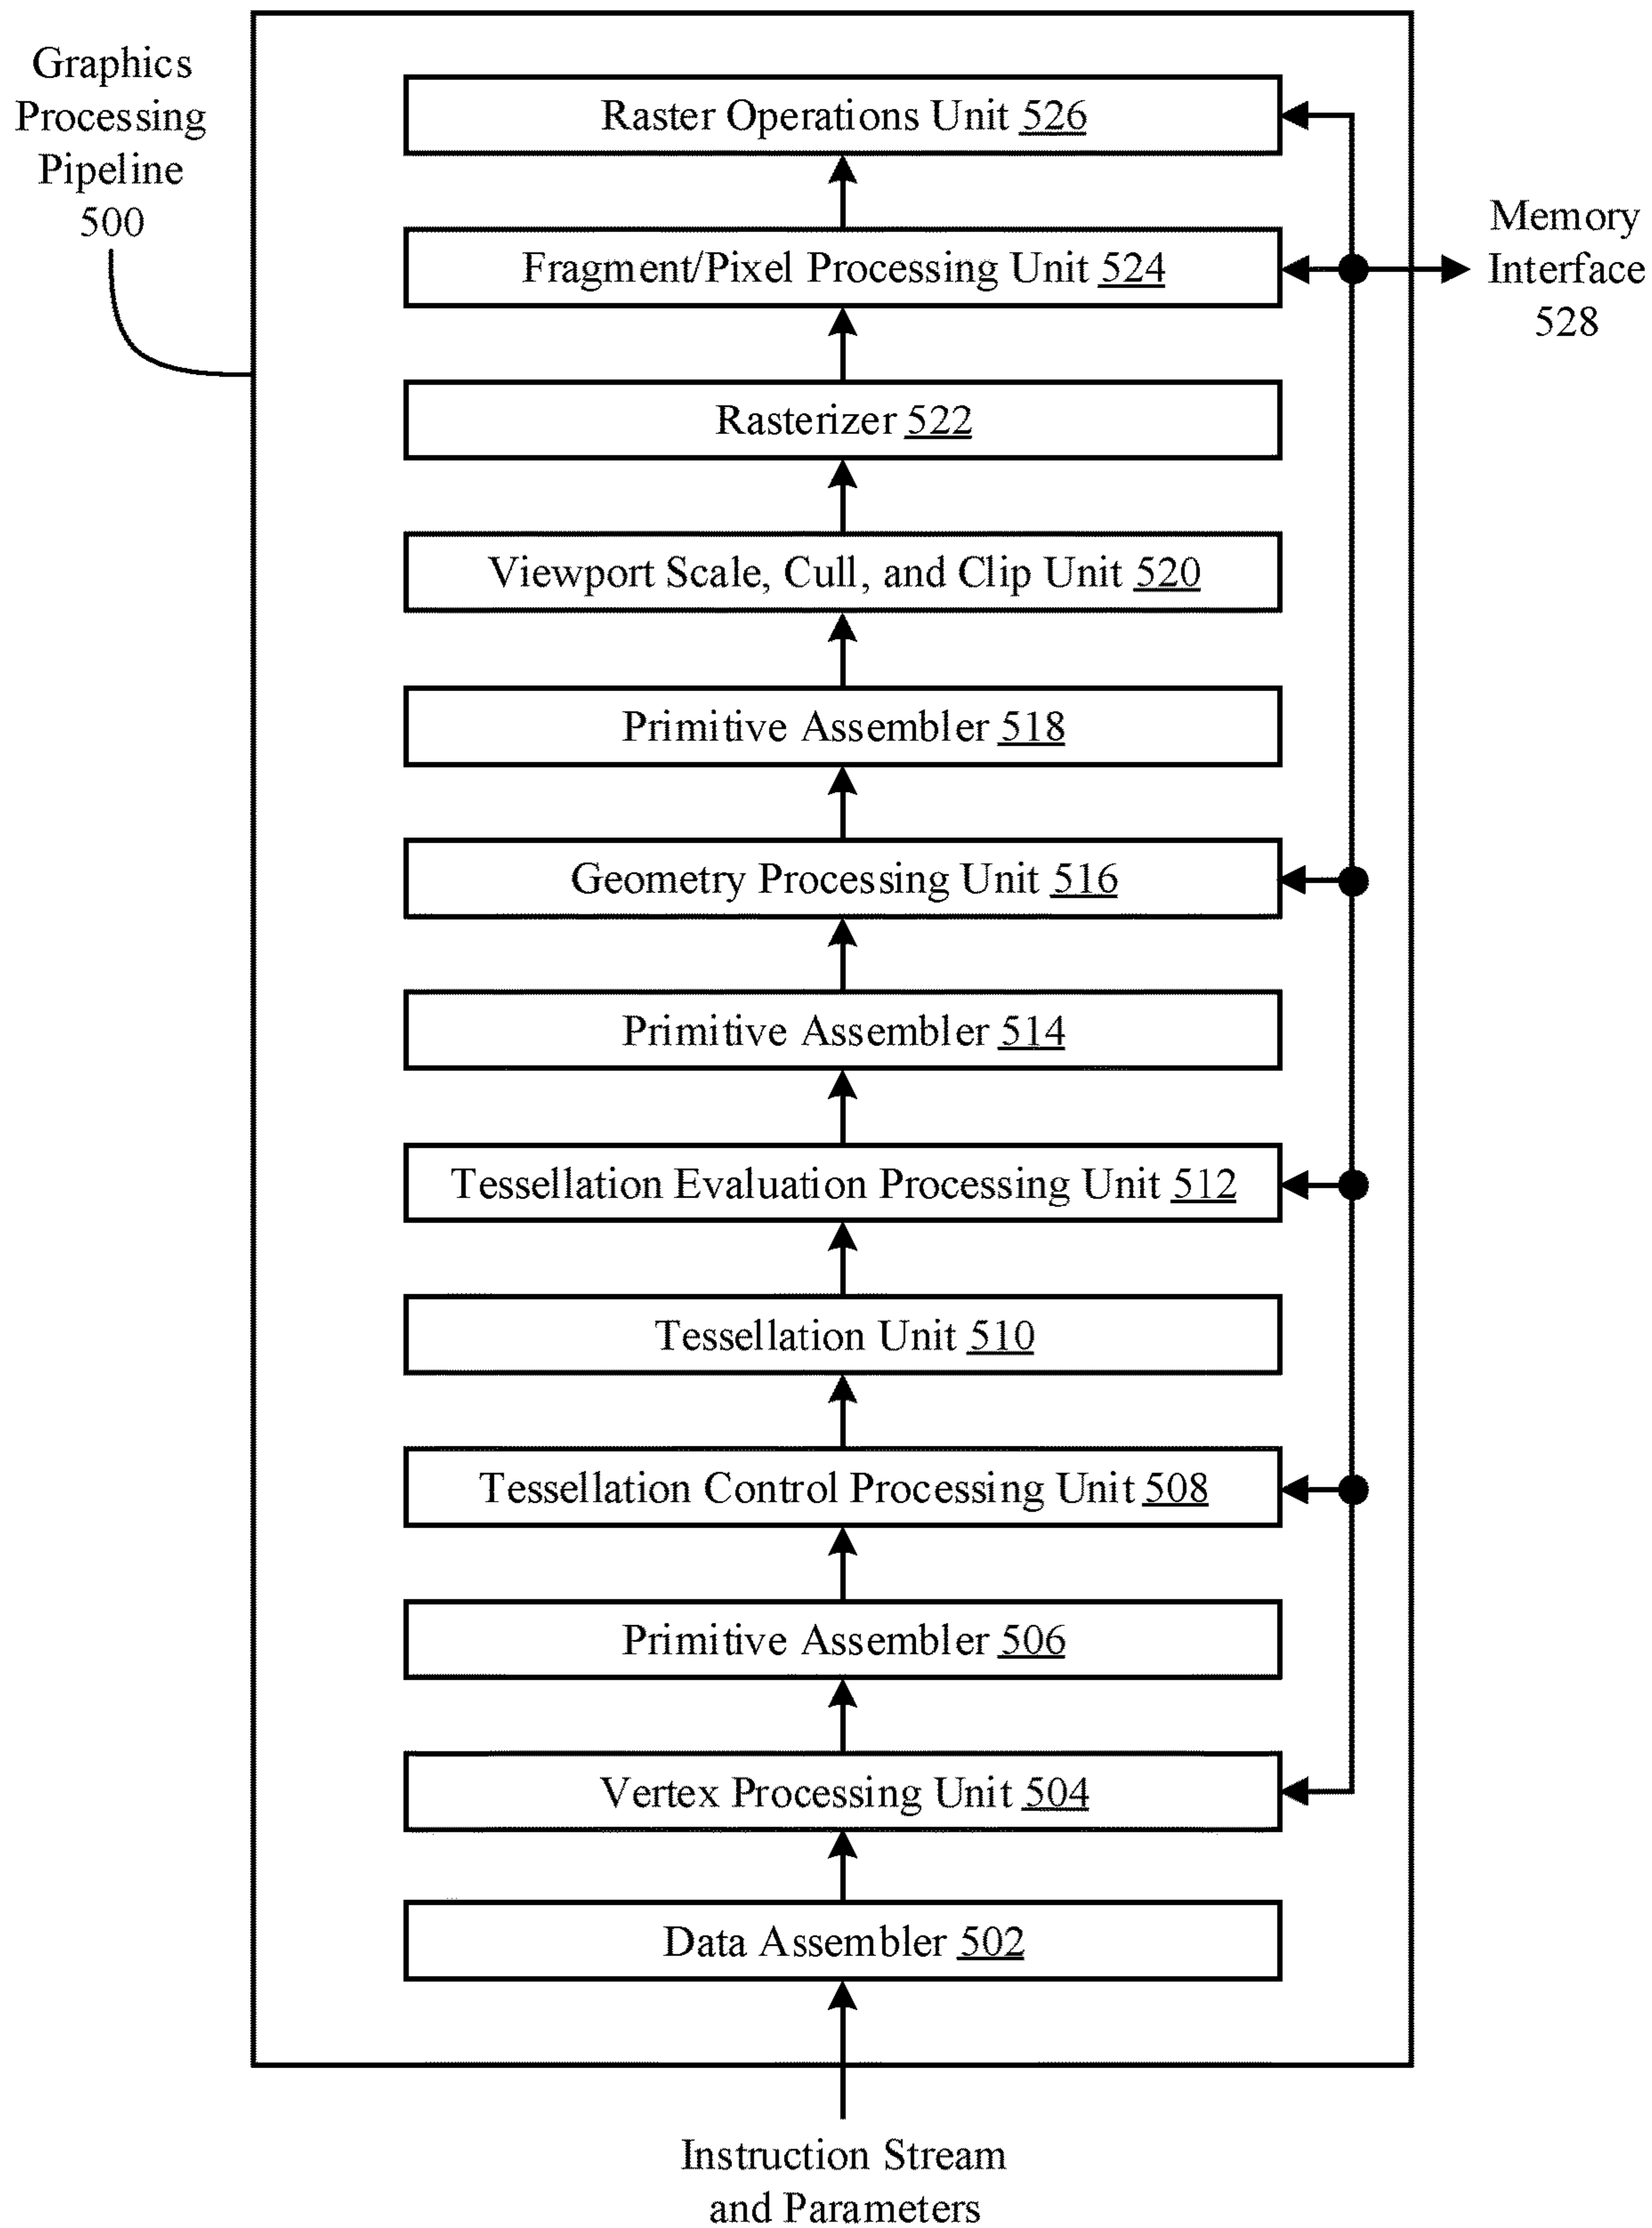 Graphics
Processing
Pipeline
500
Raster Operations Unit 526
Fragment/Pixel Processing Unit 524
Memory
Interface
528
Rasterizer 522
Viewport Scale, Cull, and Clip Unit 520
Primitive Assembler 518
Geometry Processing Unit 516
Primitive Assembler 514
Tessellation Evaluation Processing Unit 512
Tessellation Unit 510
Tessellation Control Processing Unit 508
Primitive Assembler 506
Vertex Processing Unit 504
Data Assembler 502
Instruction Stream
and Parameters